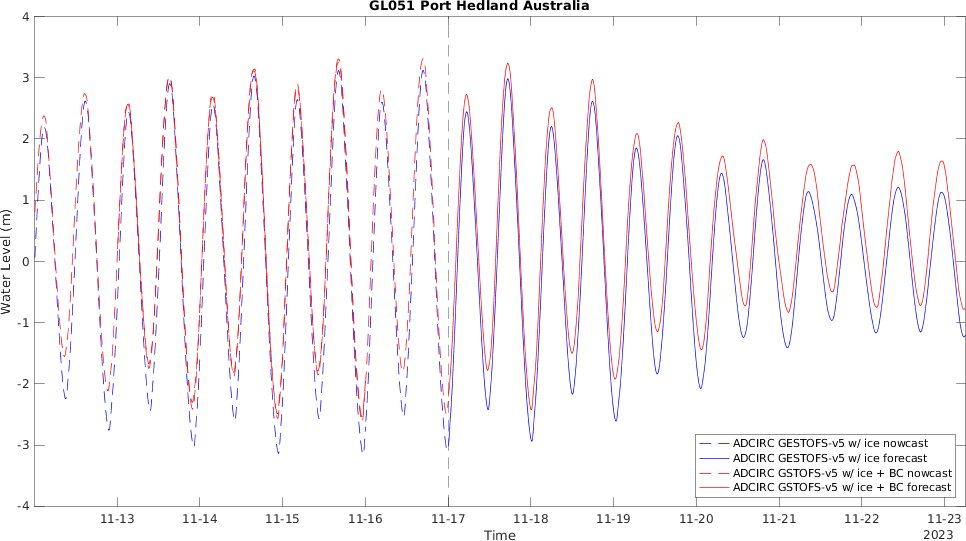 GL051 Port Hedland Australia
4
3
2
1
0
-1
-2
-3
-4
Water Level (m)
ADCIRC GESTOFS-v5 w/ ice nowcast
ADCIRC GESTOFS-v5 w/ ice forecast
ADCIRC GSTOFS-v5 w/ ice + BC nowcast
ADCIRC GSTOFS-v5 w/ ice + BC forecast
11-13 11-14 11-15 11-16 11-17 11-18 11-19 11-20 11-21 11-22 11-23
Time
2023